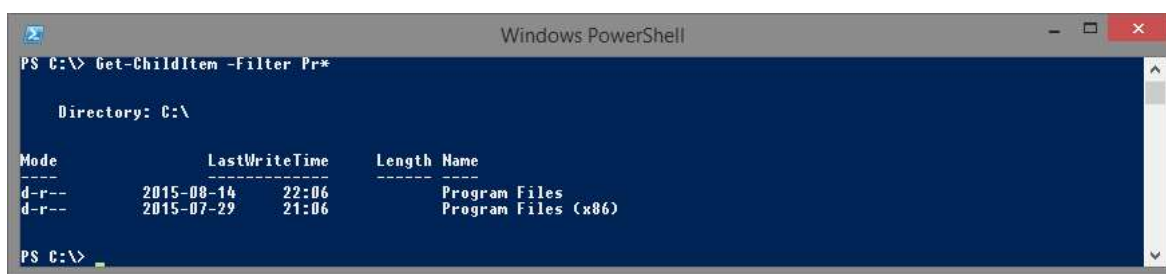 Windows PowerShell
PS C:\> Get-ChildItem -Filter Pr*
Directory: C:\
Mode LastWriteTime Length Name
---- ------------- ------ ----
d-r-- 2015-08-14 22:06 Program Files
d-r-- 2015-07-29 21:06 Program Files (x86)
PS C:\> _